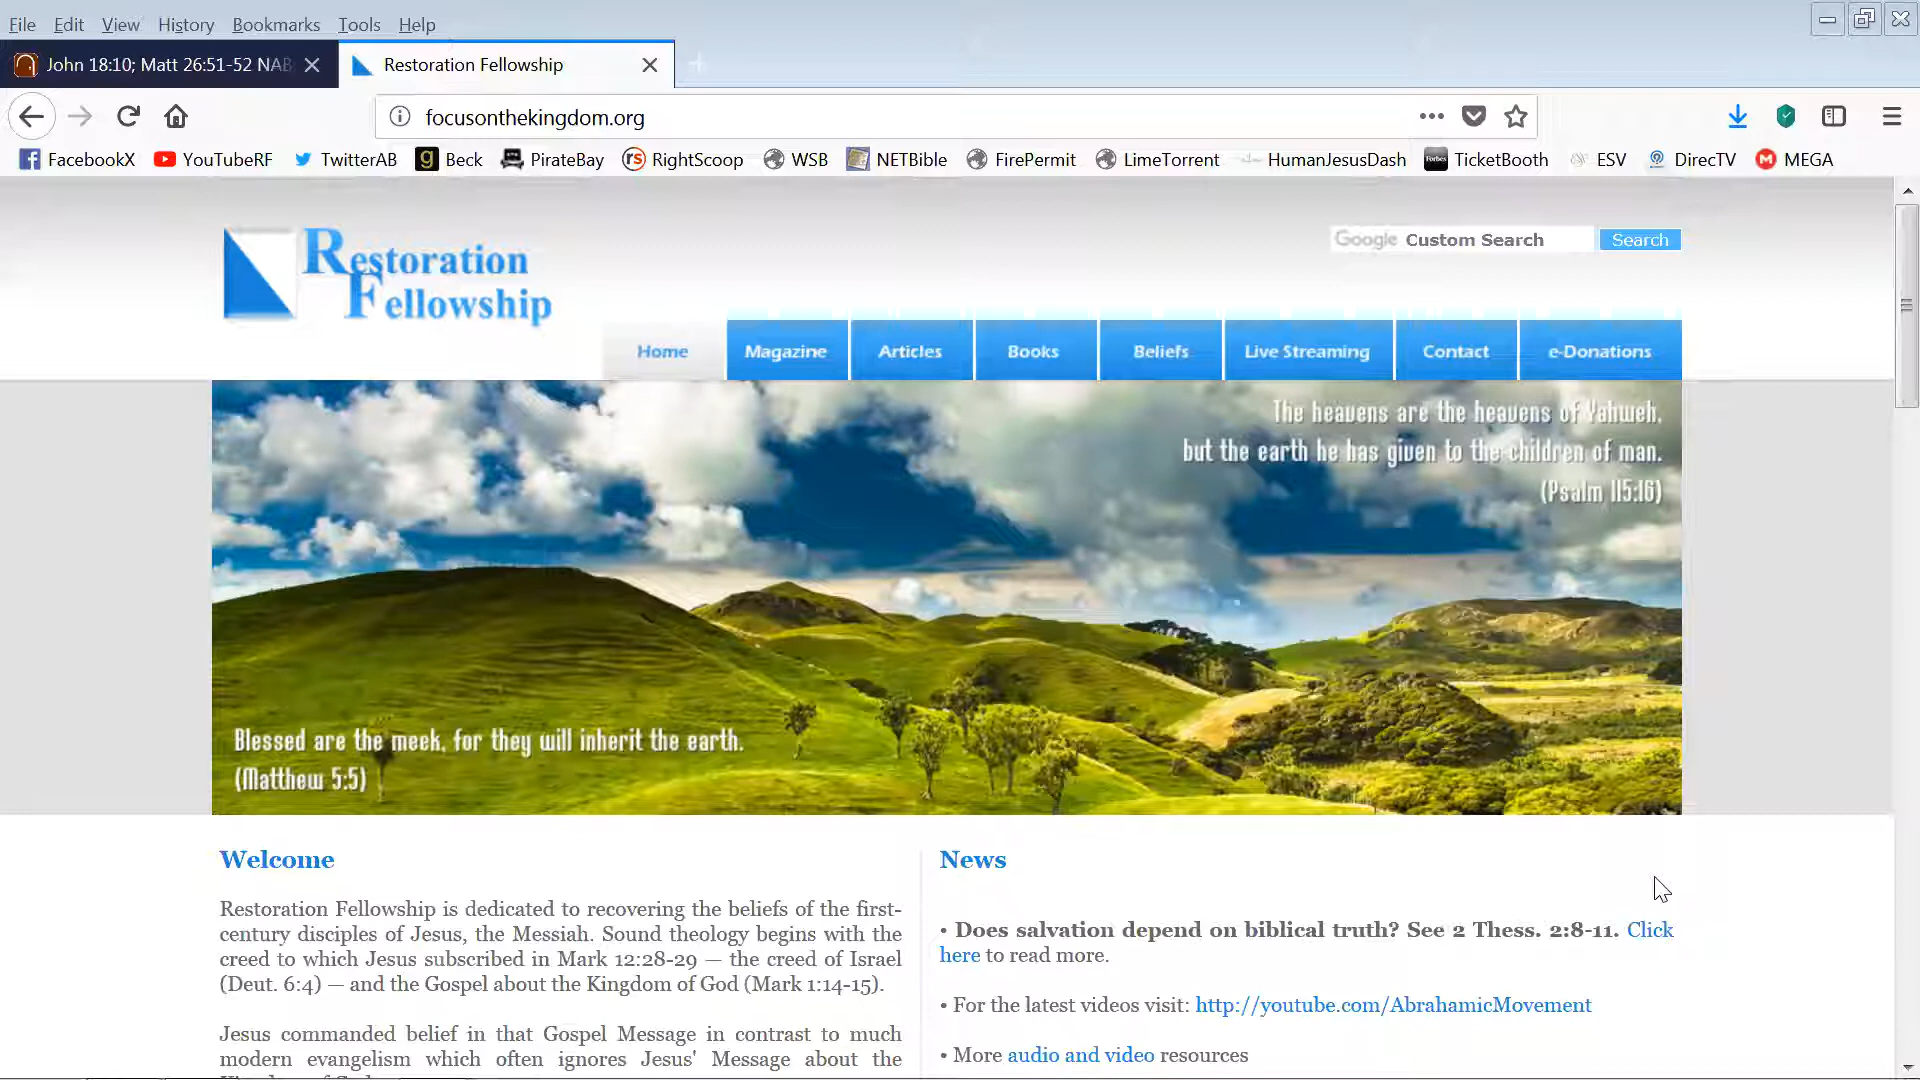 File Edit View History Bookmarks Tools Help
John 18:10; Matt 26:51-52 NAB
Restoration Fellowship
focusonthekingdom.org
FacebookX YouTubeRF TwitterAB Beck PirateBay RightScoop WSB NETBible FirePermit LimeTorrent HumanJesusDash TicketBooth ESV DirecTV MEGA
Restoration
Fellowship
Google Custom Search Search
Home Magazine Articles Books Beliefs Live Streaming Contact e-Donations
The heavens are the heavens of Yahweh,
but the earth he has given to the children of man.
(Psalm 115:16)
Blessed are the meek, for they will inherit the earth.
(Matthew 5:5)
Welcome
Restoration Fellowship is dedicated to recovering the beliefs of the first-
century disciples of Jesus, the Messiah. Sound theology begins with the
creed to which Jesus subscribed in Mark 12:28-29 — the creed of Israel
(Deut. 6:4) — and the Gospel about the Kingdom of God (Mark 1:14-15).
Jesus commanded belief in that Gospel Message in contrast to much
modern evangelism which often ignores Jesus' Message about the
News
• Does salvation depend on biblical truth? See 2 Thess. 2:8-11. Click
here to read more.
• For the latest videos visit: http://youtube.com/AbrahamicMovement
• More audio and video resources